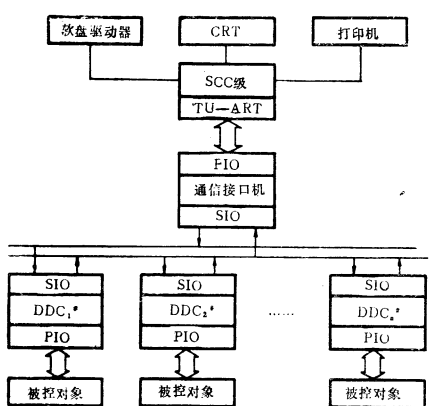 软盘驱动器 CRT 打印机
SCC级
TU—ART
PIO
通信接口机
SIO
SIO SIO SIO
DDC₁# DDC₂# …… DDCₙ#
PIO PIO PIO
被控对象 被控对象 被控对象